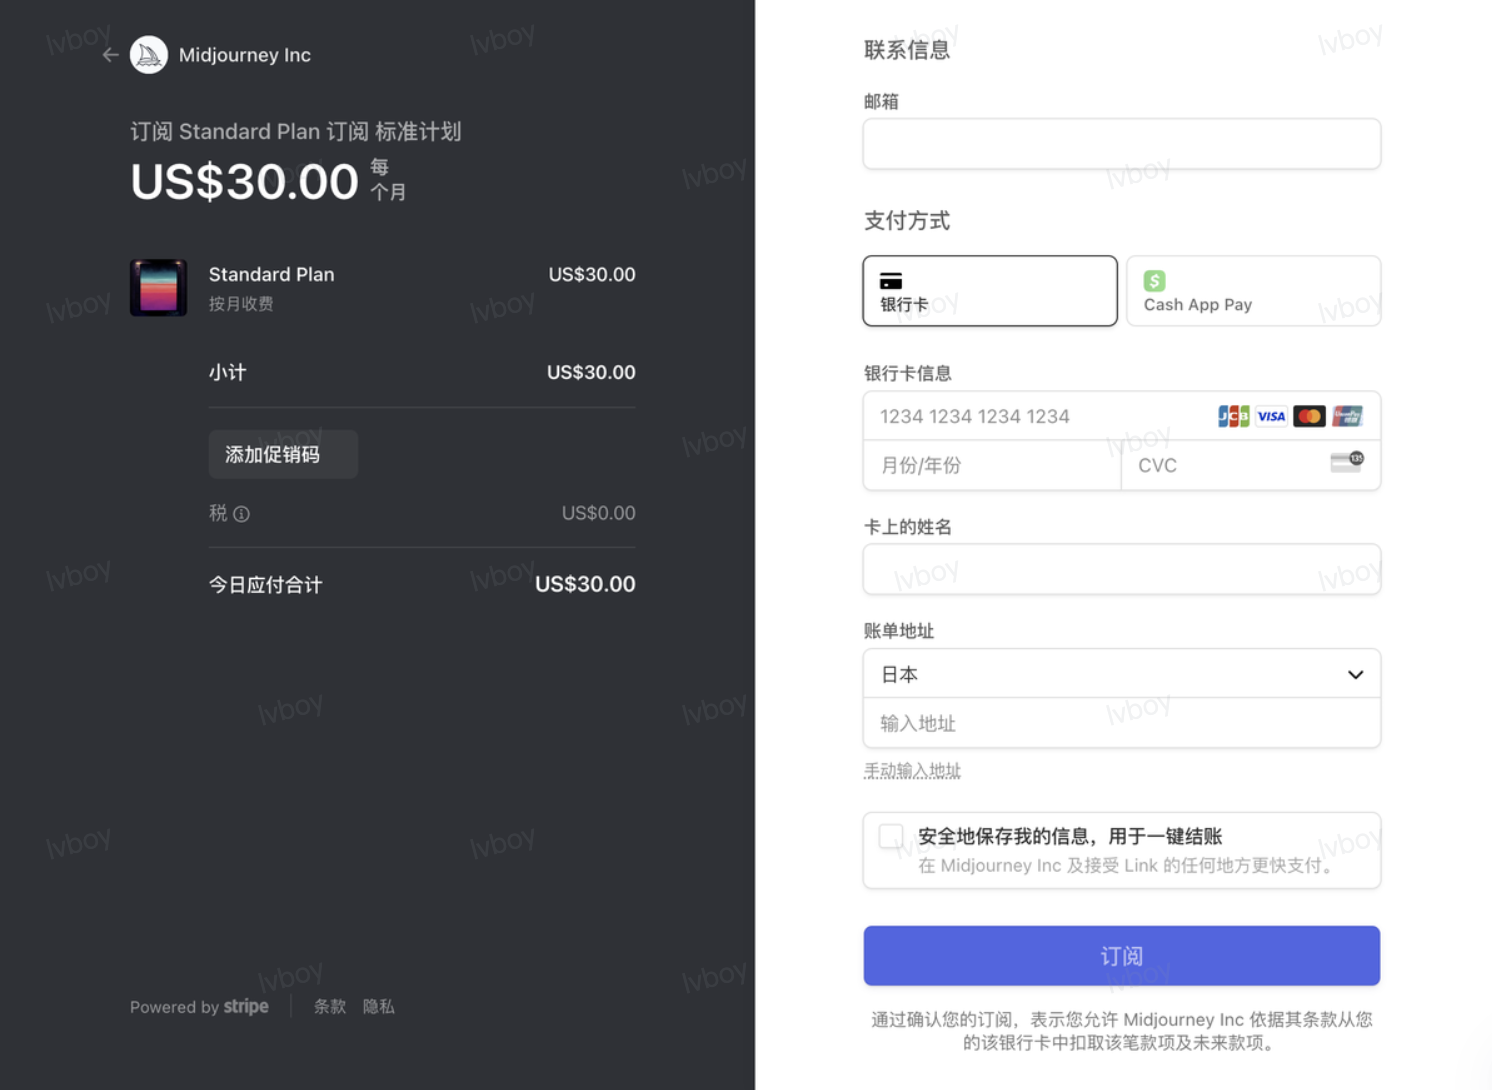 Midjourney Inc
订阅 Standard Plan 订阅 标准计划
US$30.00 每
个月
Standard Plan US$30.00
按月收费
小计 US$30.00
添加促销码
税 US$0.00
今日应付合计 US$30.00
Powered by stripe 条款 隐私
联系信息
邮箱
支付方式
银行卡
Cash App Pay
银行卡信息
1234 1234 1234 1234 JCB VISA UnionPay
月份/年份 CVC 135
卡上的姓名
账单地址
日本
输入地址
手动输入地址
安全地保存我的信息，用于一键结账
在 Midjourney Inc 及接受 Link 的任何地方更快支付。
订阅
通过确认您的订阅，表示您允许 Midjourney Inc 依据其条款从您
的该银行卡中扣取该笔款项及未来款项。
lvboy